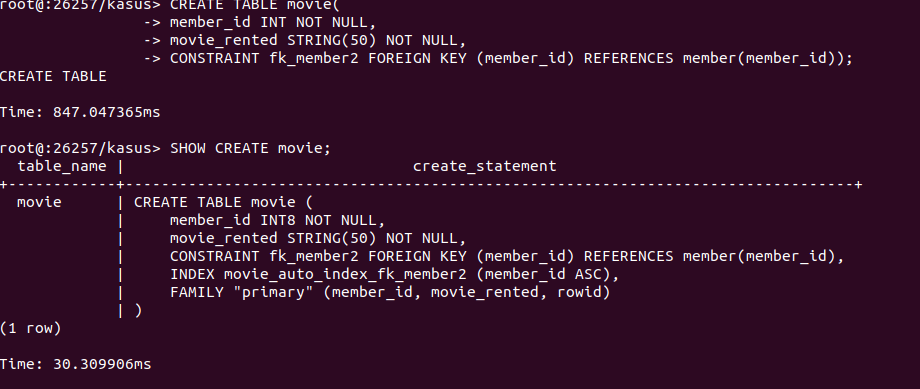 root@:26257/kasus> CREATE TABLE movie(
-> member_id INT NOT NULL,
-> movie_rented STRING(50) NOT NULL,
-> CONSTRAINT fk_member2 FOREIGN KEY (member_id) REFERENCES member(member_id));
CREATE TABLE
Time: 847.047365ms
root@:26257/kasus> SHOW CREATE movie;
table_name | create_statement
+------------+--------------------------------------------------------------------------------+
movie | CREATE TABLE movie (
| member_id INT8 NOT NULL,
| movie_rented STRING(50) NOT NULL,
| CONSTRAINT fk_member2 FOREIGN KEY (member_id) REFERENCES member(member_id),
| INDEX movie_auto_index_fk_member2 (member_id ASC),
| FAMILY "primary" (member_id, movie_rented, rowid)
| )
(1 row)
Time: 30.309906ms